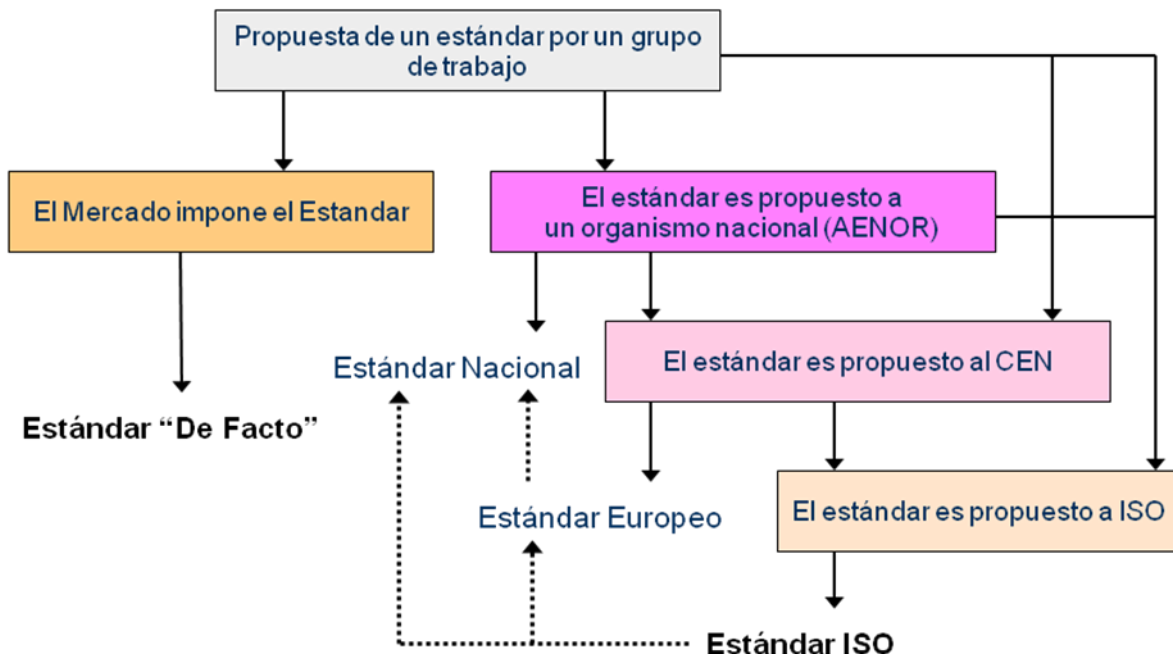 Propuesta de un estándar por un grupo
de trabajo
El Mercado impone el Estandar
El estándar es propuesto a
un organismo nacional (AENOR)
Estándar Nacional
El estándar es propuesto al CEN
Estándar “De Facto”
Estándar Europeo
El estándar es propuesto a ISO
Estándar ISO